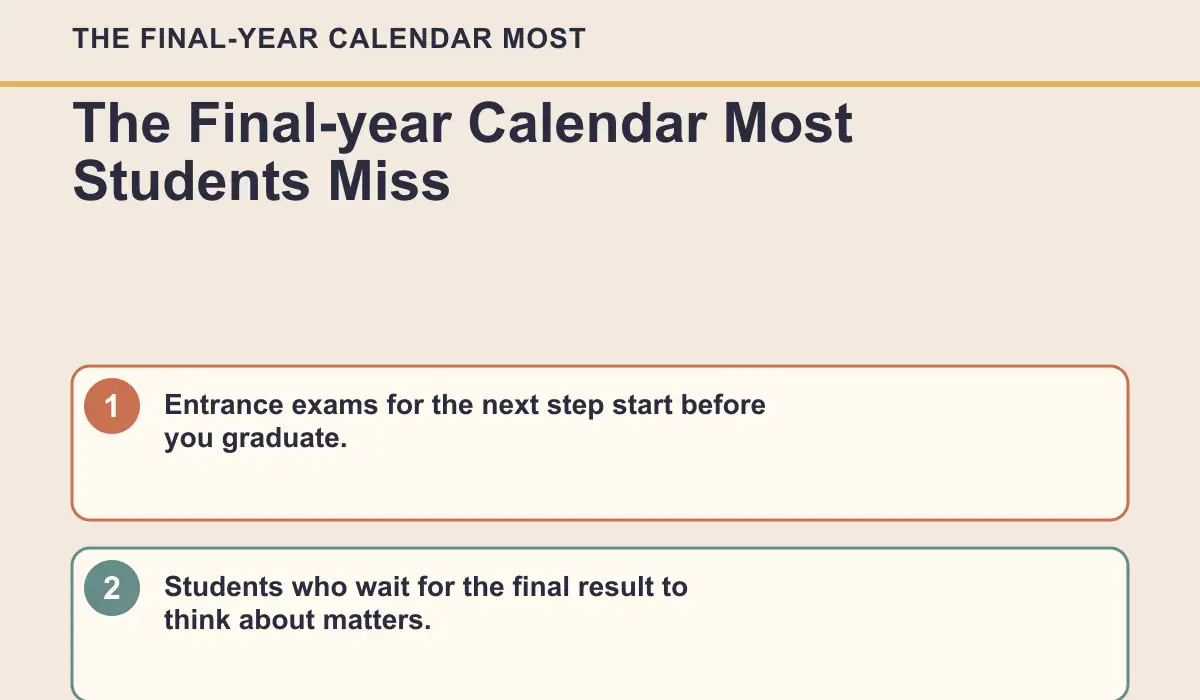 THE FINAL-YEAR CALENDAR MOST
The Final-year Calendar Most
Students Miss
1
Entrance exams for the next step start before
you graduate.
2
Students who wait for the final result to
think about matters.